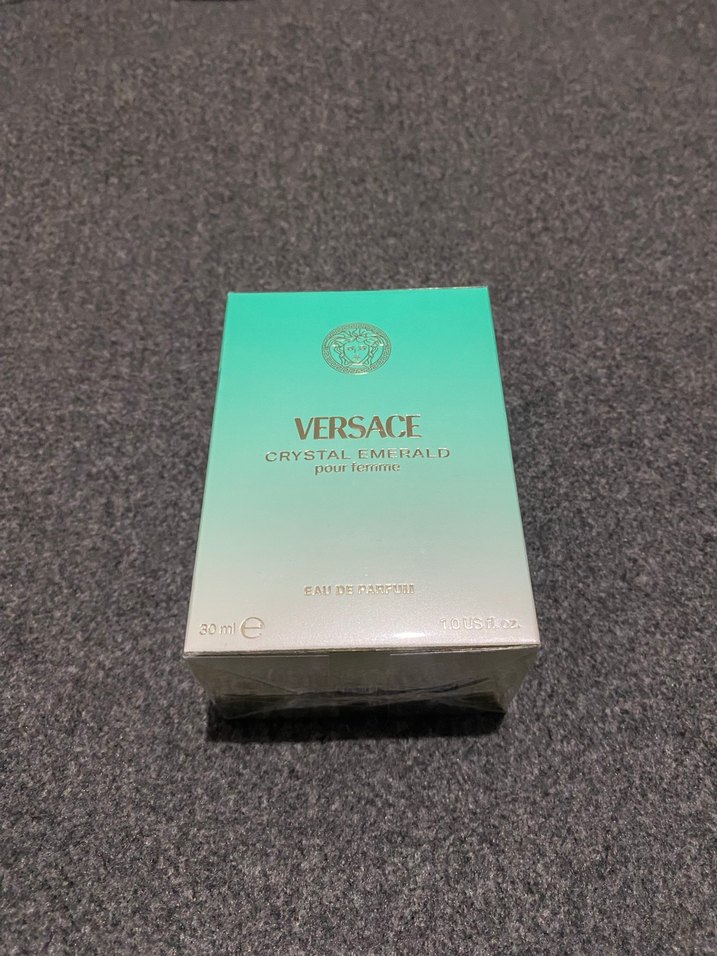 VERSACE
CRYSTAL EMERALD
pour femme
EAU DE PARFUM
30 ml ℮ 1.0 US fl. oz.